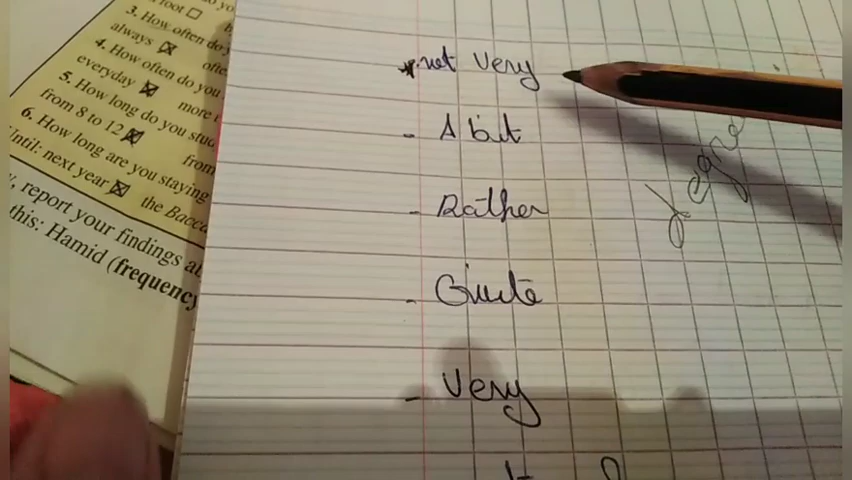 foot ☐
3. How often do y
always ☒ ofte
4. How often do you
everyday ☒ more t
5. How long do you stud
from 8 to 12 ☒ from
6. How long are you staying
Until: next year ☒ the Bacca
, report your findings a
this: Hamid (frequency
* not very
- A bit
- Rather
- Quite
- Very